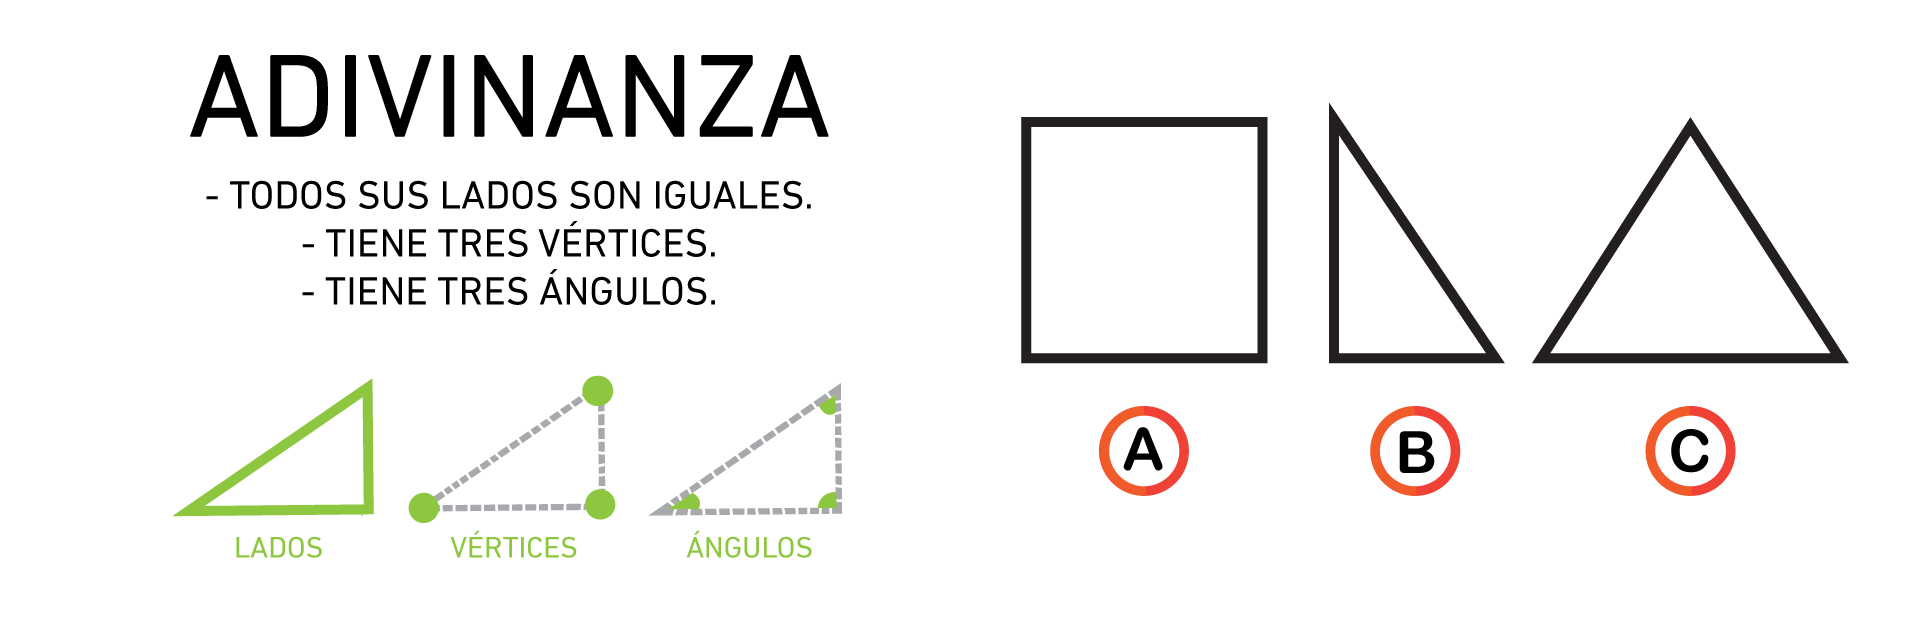 ADIVINANZA
- TODOS SUS LADOS SON IGUALES.
- TIENE TRES VÉRTICES.
- TIENE TRES ÁNGULOS.
LADOS
VÉRTICES
ÁNGULOS
A
B
C